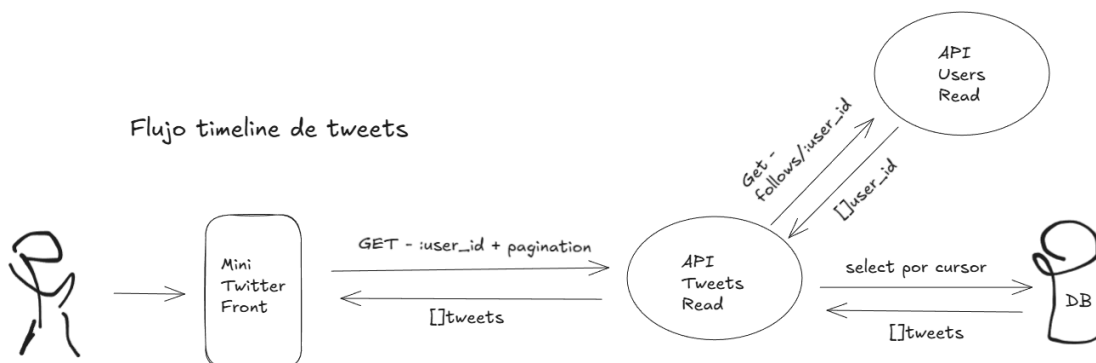 Flujo timeline de tweets
API
Users
Read
Get -
follows/:user_id
[]user_id
Mini
Twitter
Front
GET - :user_id + pagination
[]tweets
API
Tweets
Read
select por cursor
[]tweets
DB